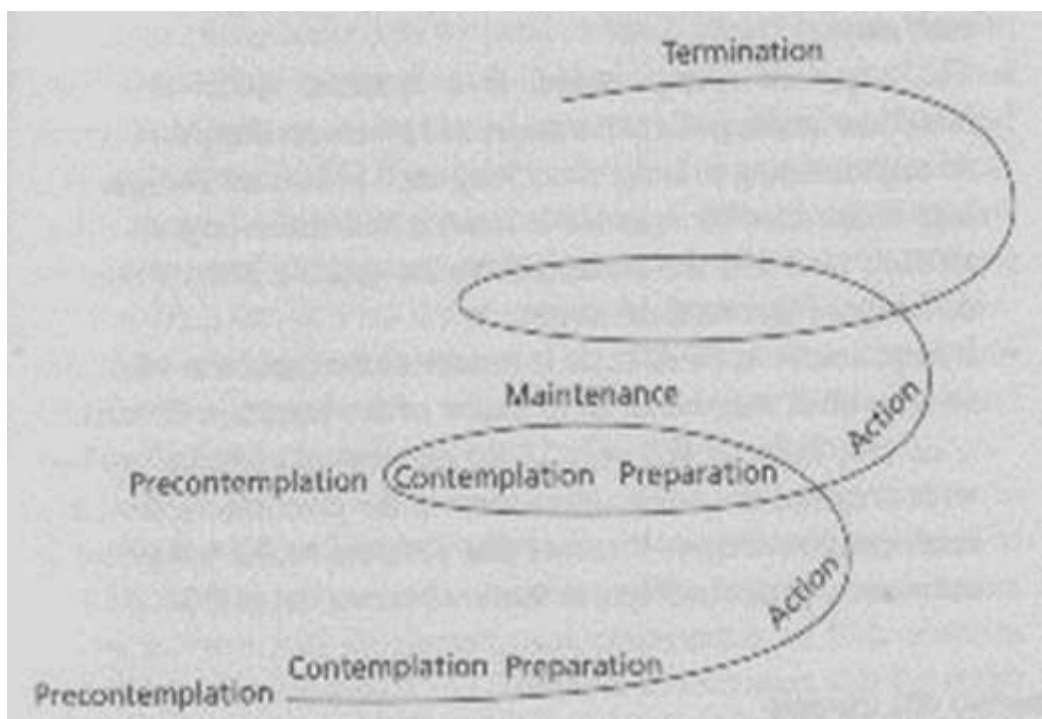 Termination
Maintenance
Action
Precontemplation Contemplation Preparation
Action
Contemplation Preparation
Precontemplation